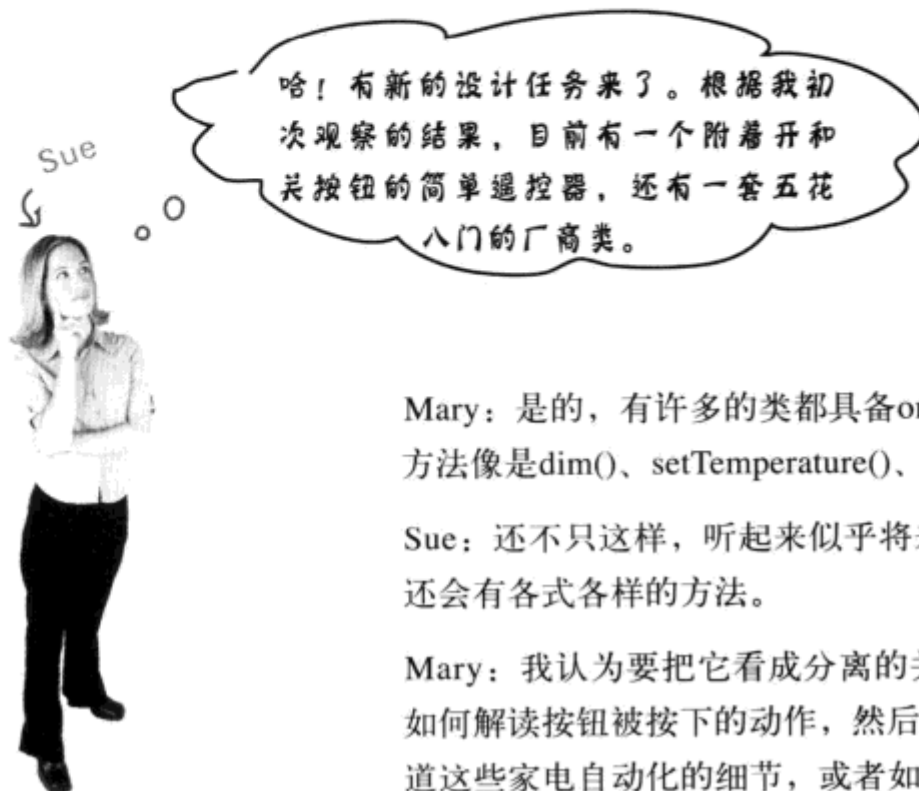 哈！有新的设计任务来了。根据我初
次观察的结果，目前有一个附着开和
关按钮的简单遥控器，还有一套五花
八门的厂商类。
Sue
Mary：是的，有许多的类都具备o
方法像是dim()、setTemperature()、
Sue：还不只这样，听起来似乎将
还会有各式各样的方法。
Mary：我认为要把它看成分离的
如何解读按钮被按下的动作，然后
道这些家电自动化的细节，或者如